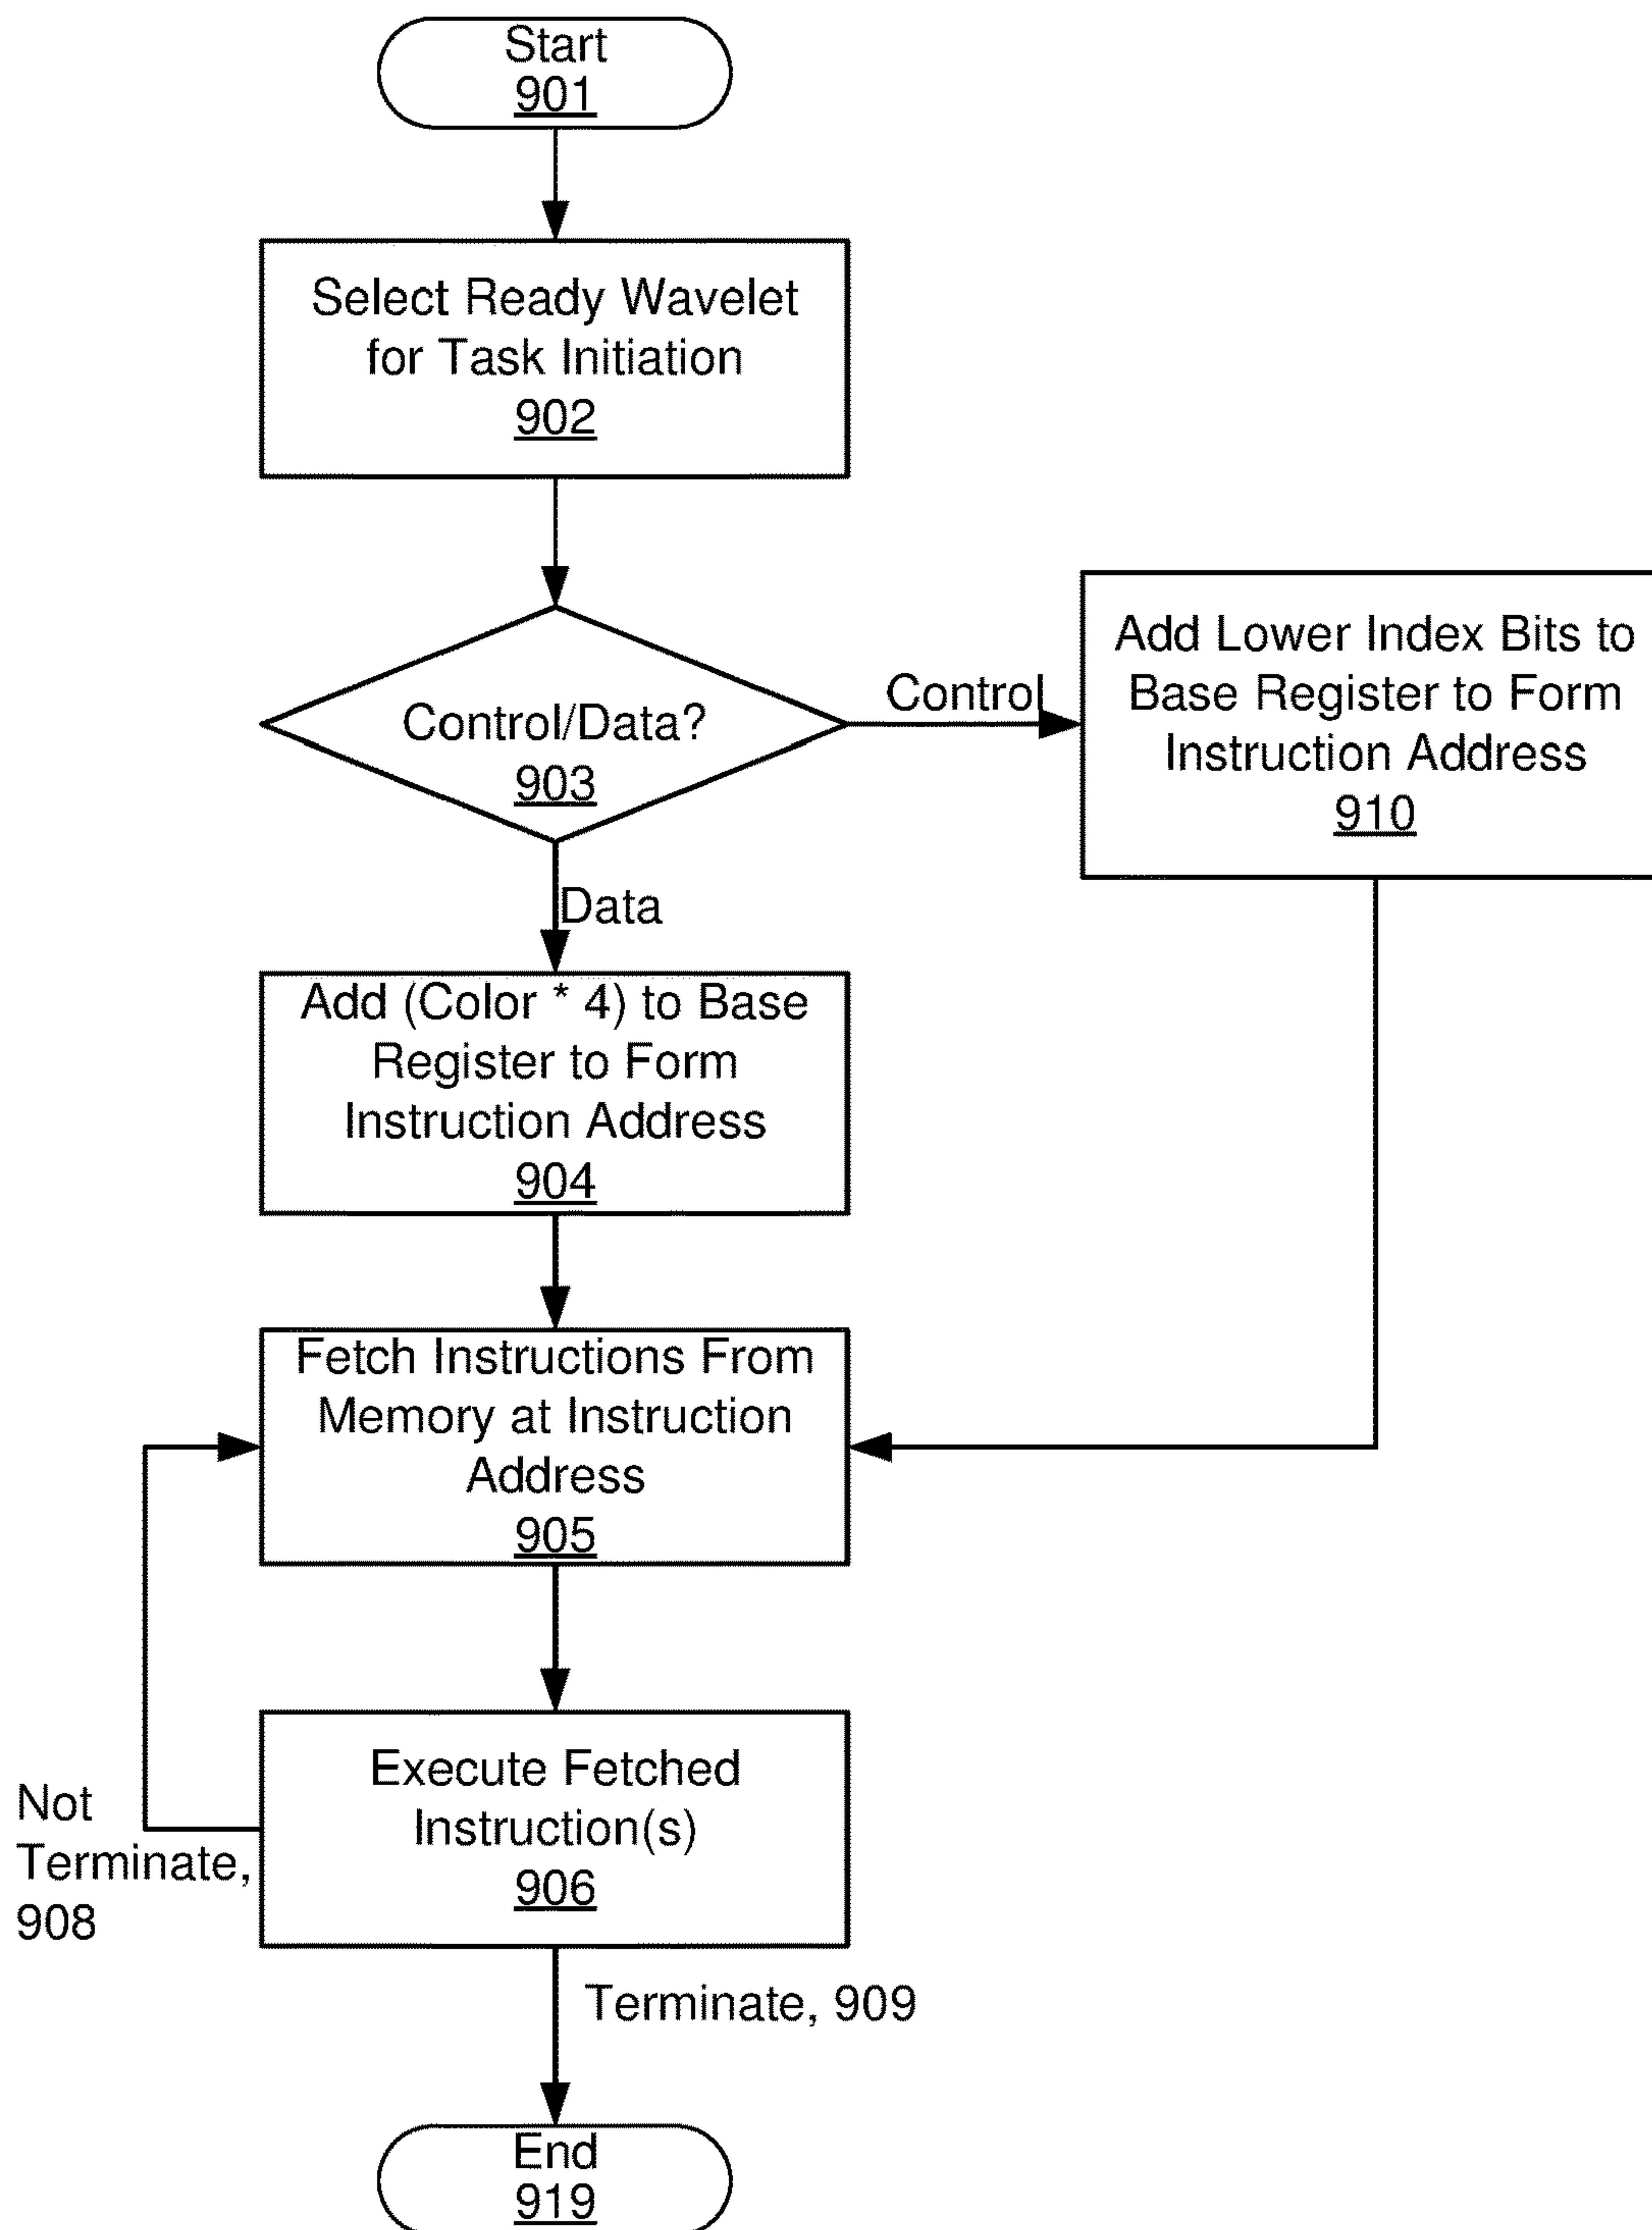 Start
901
Select Ready Wavelet
for Task Initiation
902
Control/Data?
903
Control
Add Lower Index Bits to
Base Register to Form
Instruction Address
910
Data
Add (Color * 4) to Base
Register to Form
Instruction Address
904
Fetch Instructions From
Memory at Instruction
Address
905
Execute Fetched
Instruction(s)
906
Not
Terminate,
908
Terminate, 909
End
919